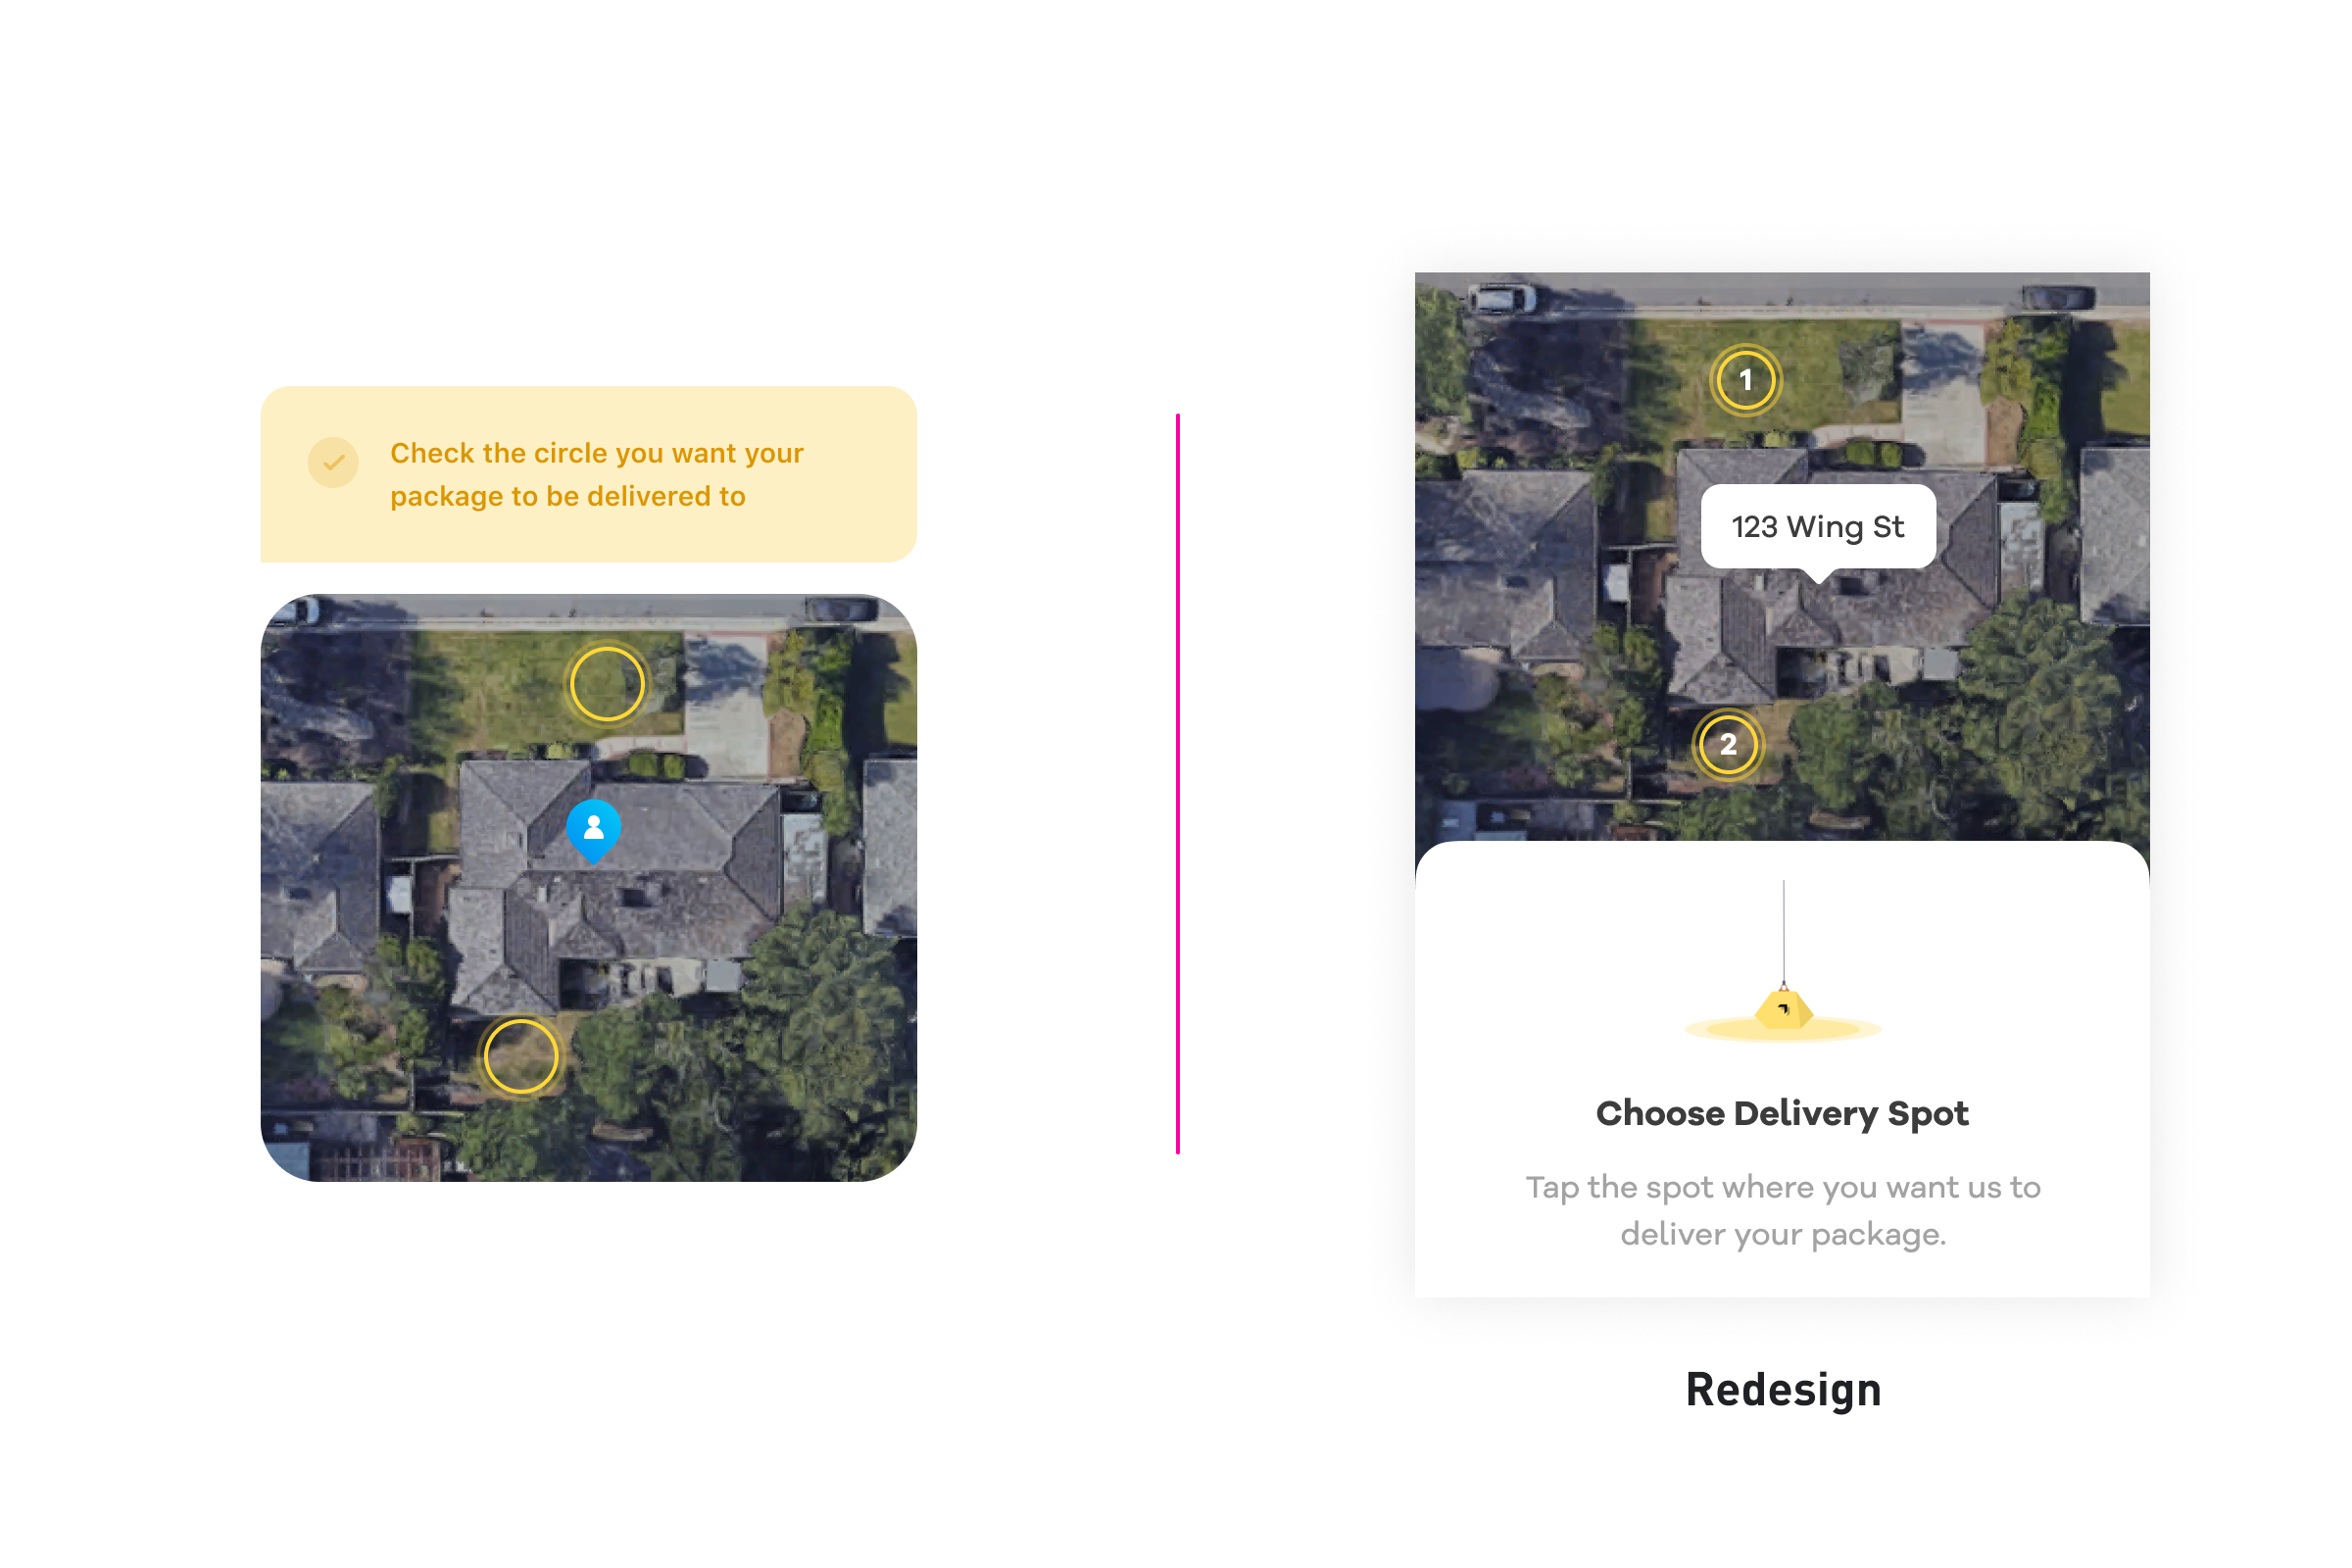 Check the circle you want your
package to be delivered to
1
123 Wing St
2
Choose Delivery Spot
Tap the spot where you want us to
deliver your package.
Redesign